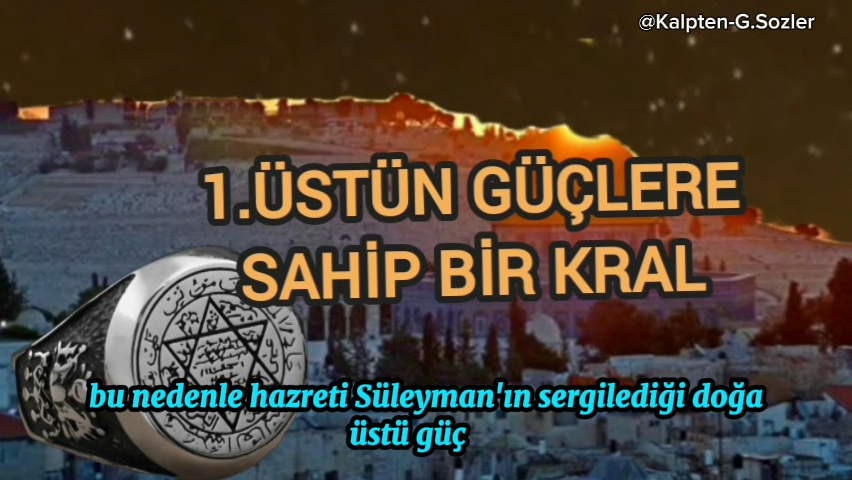 @Kalpten-G.Sozler
1.ÜSTÜN GÜÇLERE
SAHİP BİR KRAL
bu nedenle hazreti Süleyman'ın sergilediği doğa
üstü güç